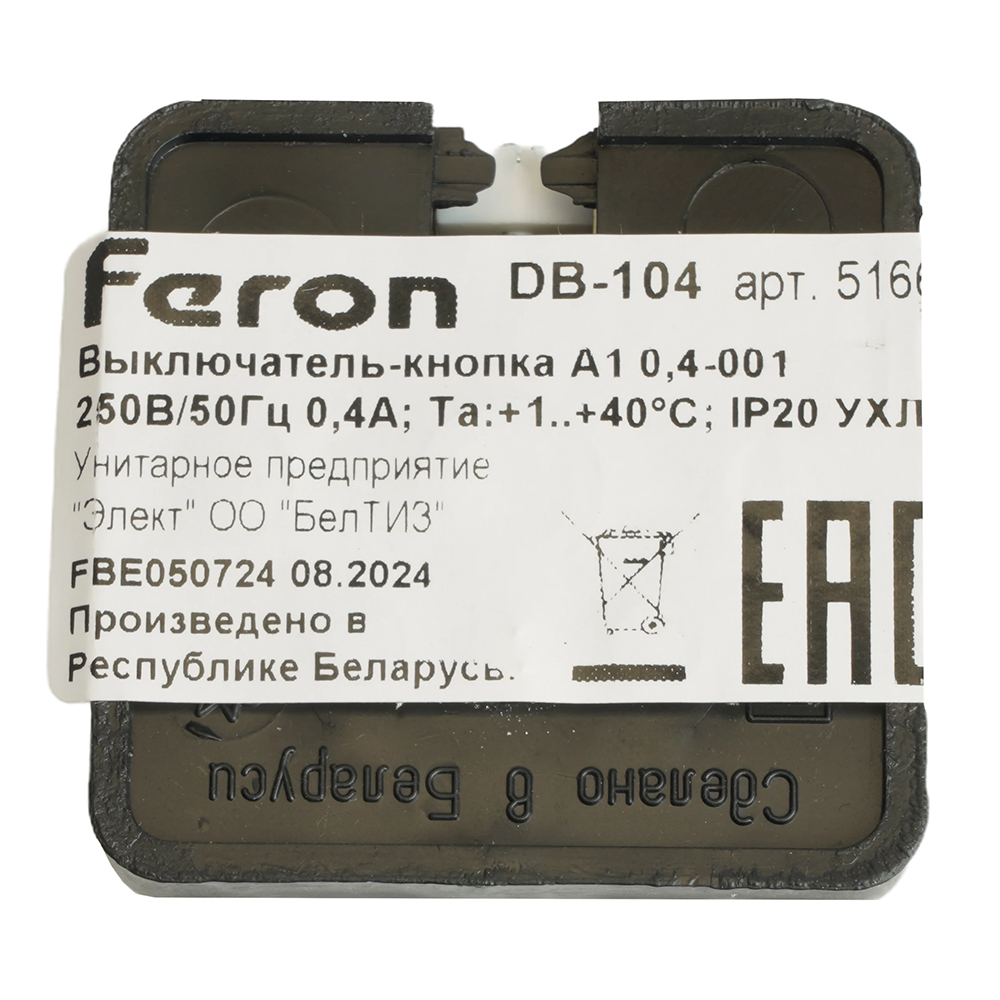 Feron DB-104 арт. 5166
Выключатель-кнопка А1 0,4-001
250В/50Гц 0,4А; Та:+1..+40°С; IP20 УХЛ
Унитарное предприятие
"Элект" ОО "БелТИЗ"
FBE050724 08.2024
Произведено в
Республике Беларусь.
EAC
Сделано в Беларуси